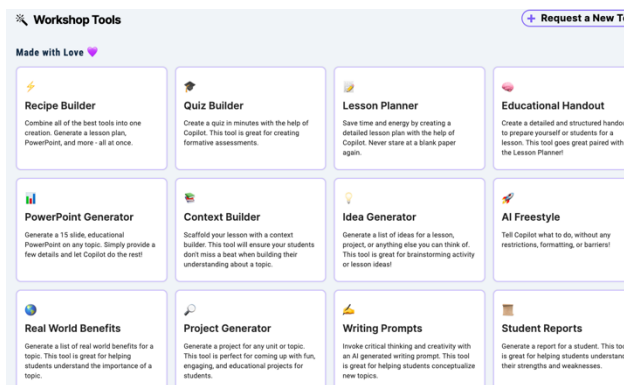 Workshop Tools
+ Request a New
Made with Love
Recipe Builder
Combine all of the best tools into one
creation. Generate a lesson plan,
PowerPoint, and more - all at once.
Quiz Builder
Create a quiz in minutes with the help of
Copilot. This tool is great for creating
formative assessments.
Lesson Planner
Save time and energy by creating a
detailed lesson plan with the help of
Copilot. Never stare at a blank paper
again.
Educational Handout
Create a detailed and structured
to prepare yourself or students for a
lesson. This tool goes great paired with
the Lesson Planner!
PowerPoint Generator
Generate a 15 slide, educational
PowerPoint on any topic. Simply provide a
few details and let Copilot do the rest!
Context Builder
Scaffold your lesson with a context
builder. This tool will ensure your students
don't miss a beat when building their
understanding about a topic.
Idea Generator
Generate a list of ideas for a lesson,
project, or anything else you can think of.
This tool is great for brainstorming activity
or lesson ideas!
AI Freestyle
Tell Copilot what to do, without any
restrictions, formatting, or barriers!
Real World Benefits
Generate a list of real world benefits for a
topic. This tool is great for helping
students understand the importance of a
topic.
Project Generator
Generate a project for any unit or topic.
This tool is perfect for coming up with fun,
engaging, and educational projects for
students.
Writing Prompts
Invoke critical thinking and creativity with
an AI generated writing prompt. This tool
is great for helping students conceptualize
new topics.
Student Reports
Generate a report for a student. This
is great for helping students
their strengths and weaknesses.